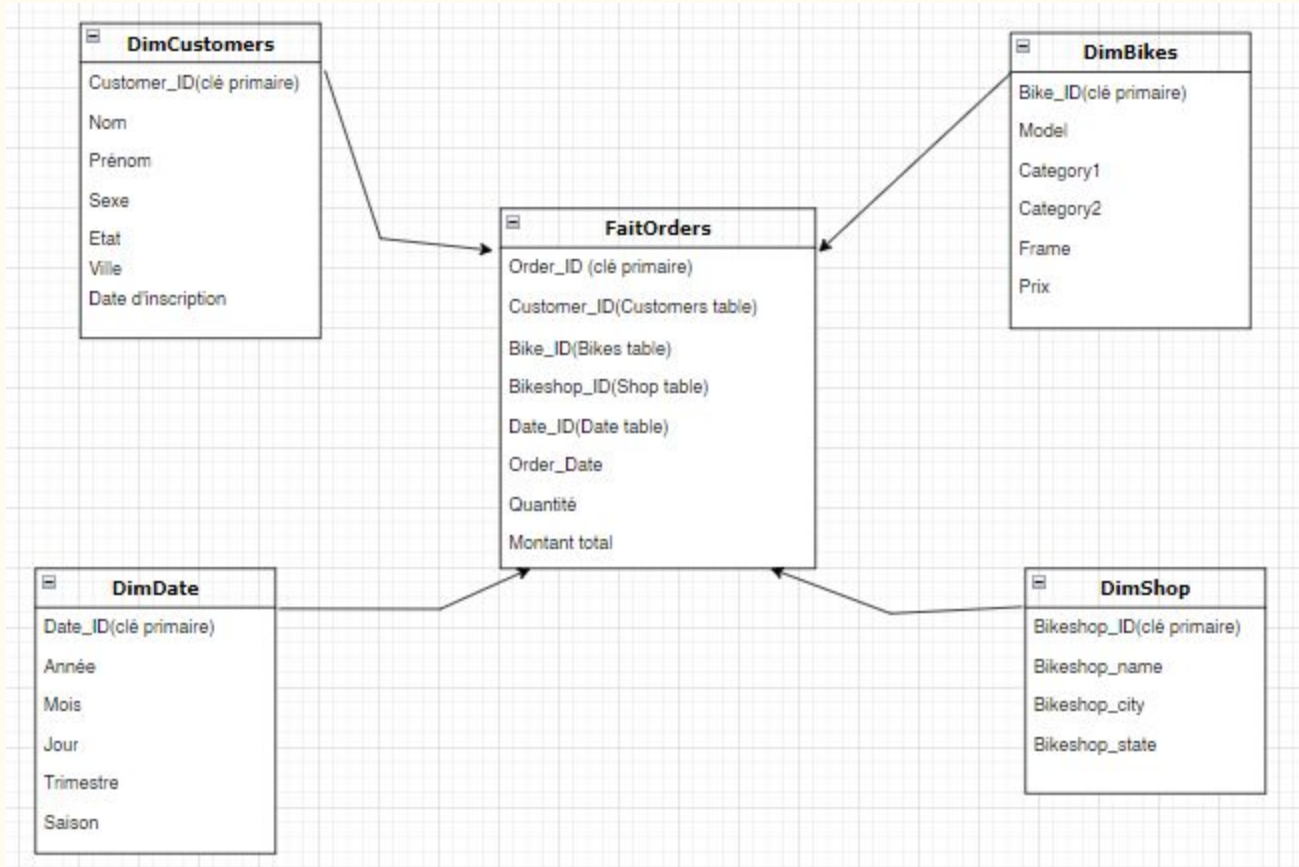 DimCustomers
Customer_ID(clé primaire)
Nom
Prénom
Sexe
Etat
Ville
Date d'inscription
DimBikes
Bike_ID(clé primaire)
Model
Category1
Category2
Frame
Prix
FaitOrders
Order_ID (clé primaire)
Customer_ID(Customers table)
Bike_ID(Bikes table)
Bikeshop_ID(Shop table)
Date_ID(Date table)
Order_Date
Quantité
Montant total
DimDate
Date_ID(clé primaire)
Année
Mois
Jour
Trimestre
Saison
DimShop
Bikeshop_ID(clé primaire)
Bikeshop_name
Bikeshop_city
Bikeshop_state